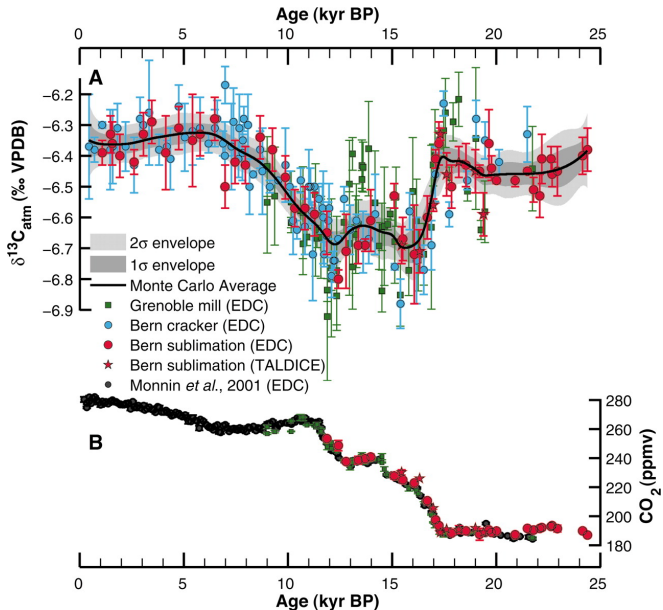 Age (kyr BP)
0 5 10 15 20 25
A
-6.2
-6.3
-6.4
-6.5
-6.6
-6.7
-6.8
-6.9
δ¹³Catm (‰ VPDB)
2σ envelope
1σ envelope
Monte Carlo Average
Grenoble mill (EDC)
Bern cracker (EDC)
Bern sublimation (EDC)
Bern sublimation (TALDICE)
Monnin et al., 2001 (EDC)
B
280
260
240
220
200
180
CO₂ (ppmv)
0 5 10 15 20 25
Age (kyr BP)